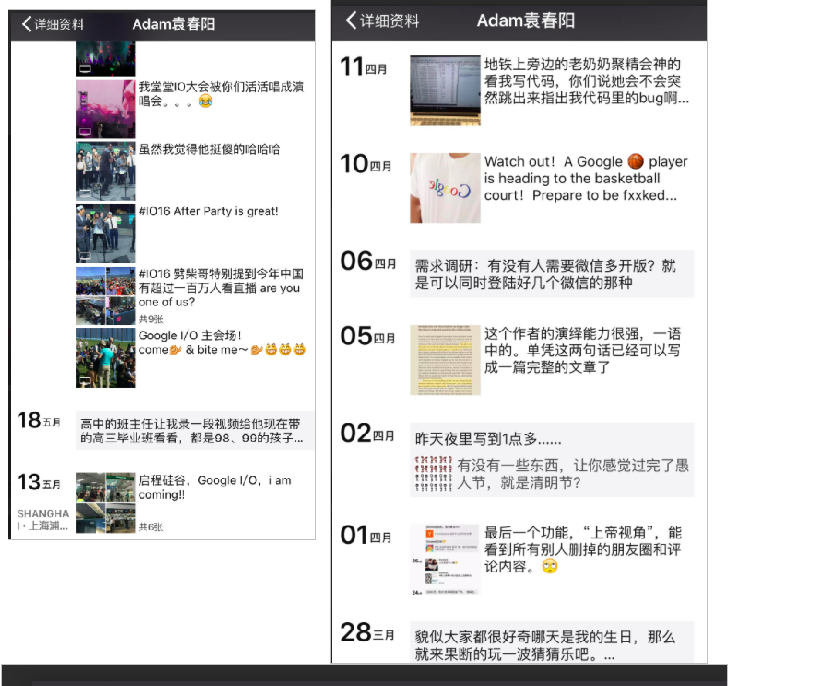 详细资料
Adam袁春阳
我堂堂IO大会被你们活活唱成演
唱会。。。😂
虽然我觉得他挺傻的哈哈哈
#IO16 After Party is great!
#IO16 劈柴哥特别提到今年中国
有超过一百万人看直播 are you
one of us?
共9张
Google I/O 主会场！
come & bite me～
18五月
高中的班主任让我录一段视频给他现在带
的高三毕业班看看，都是98、99的孩子...
13五月
SHANGHA
I · 上海浦...
启程硅谷，Google I/O，i am
coming!!
共6张
详细资料
Adam袁春阳
11四月
地铁上旁边的老奶奶聚精会神的
看我写代码，你们说她会不会突
然跳出来指出我代码里的bug啊...
10四月
Google
Watch out！A Google 🏀 player
is heading to the basketball
court！Prepare to be fxxked...
06四月
需求调研：有没有人需要微信多开版？就
是可以同时登陆好几个微信的那种
05四月
这个作者的演绎能力很强，一语
中的。单凭这两句话已经可以写
成一篇完整的文章了
02四月
昨天夜里写到1点多......
有没有一些东西，让你感觉过完了愚
人节，就是清明节？
01四月
最后一个功能，“上帝视角”，能
看到所有别人删掉的朋友圈和评
论内容。🙄
28三月
貌似大家都很好奇哪天是我的生日，那么
就来果断的玩一波猜猜乐吧。...